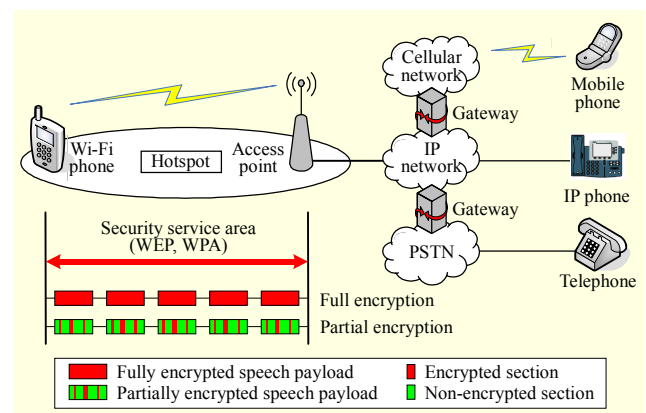 Cellular
network
Mobile
phone
Gateway
Wi-Fi
phone
Hotspot
Access
point
IP
network
IP phone
Gateway
Security service area
(WEP, WPA)
PSTN
Telephone
Full encryption
Partial encryption
Fully encrypted speech payload
Encrypted section
Partially encrypted speech payload
Non-encrypted section